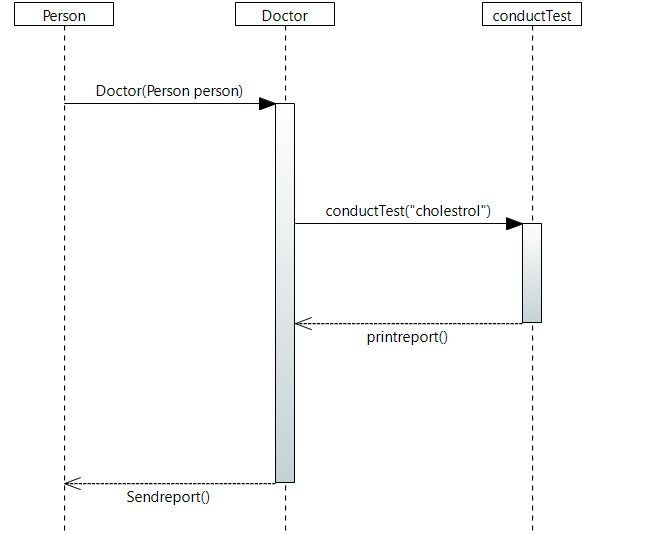 Person
Doctor
conductTest
Doctor(Person person)
conductTest("cholestrol")
printreport()
Sendreport()